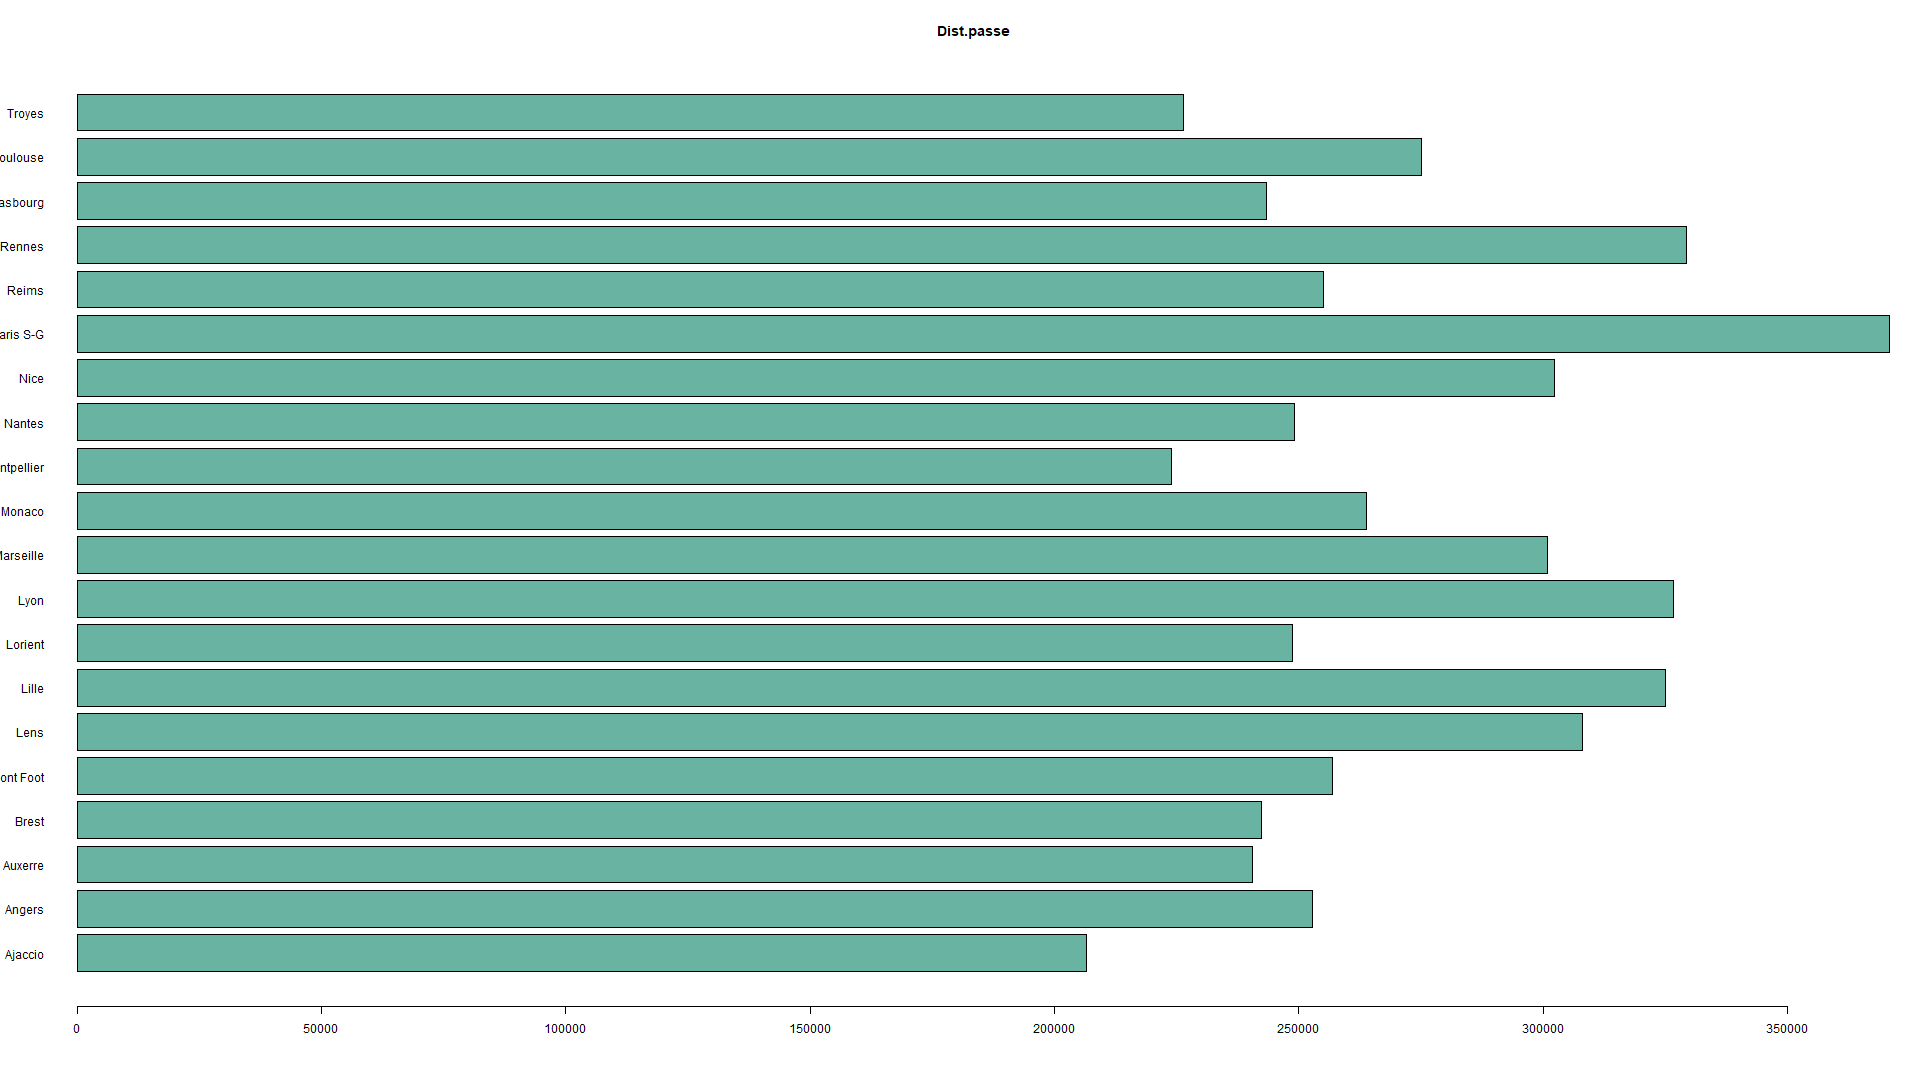 Dist.passe
Troyes
oulouse
asbourg
Rennes
Reims
aris S-G
Nice
Nantes
ntpellier
Monaco
Marseille
Lyon
Lorient
Lille
Lens
ont Foot
Brest
Auxerre
Angers
Ajaccio
0 50000 100000 150000 200000 250000 300000 350000